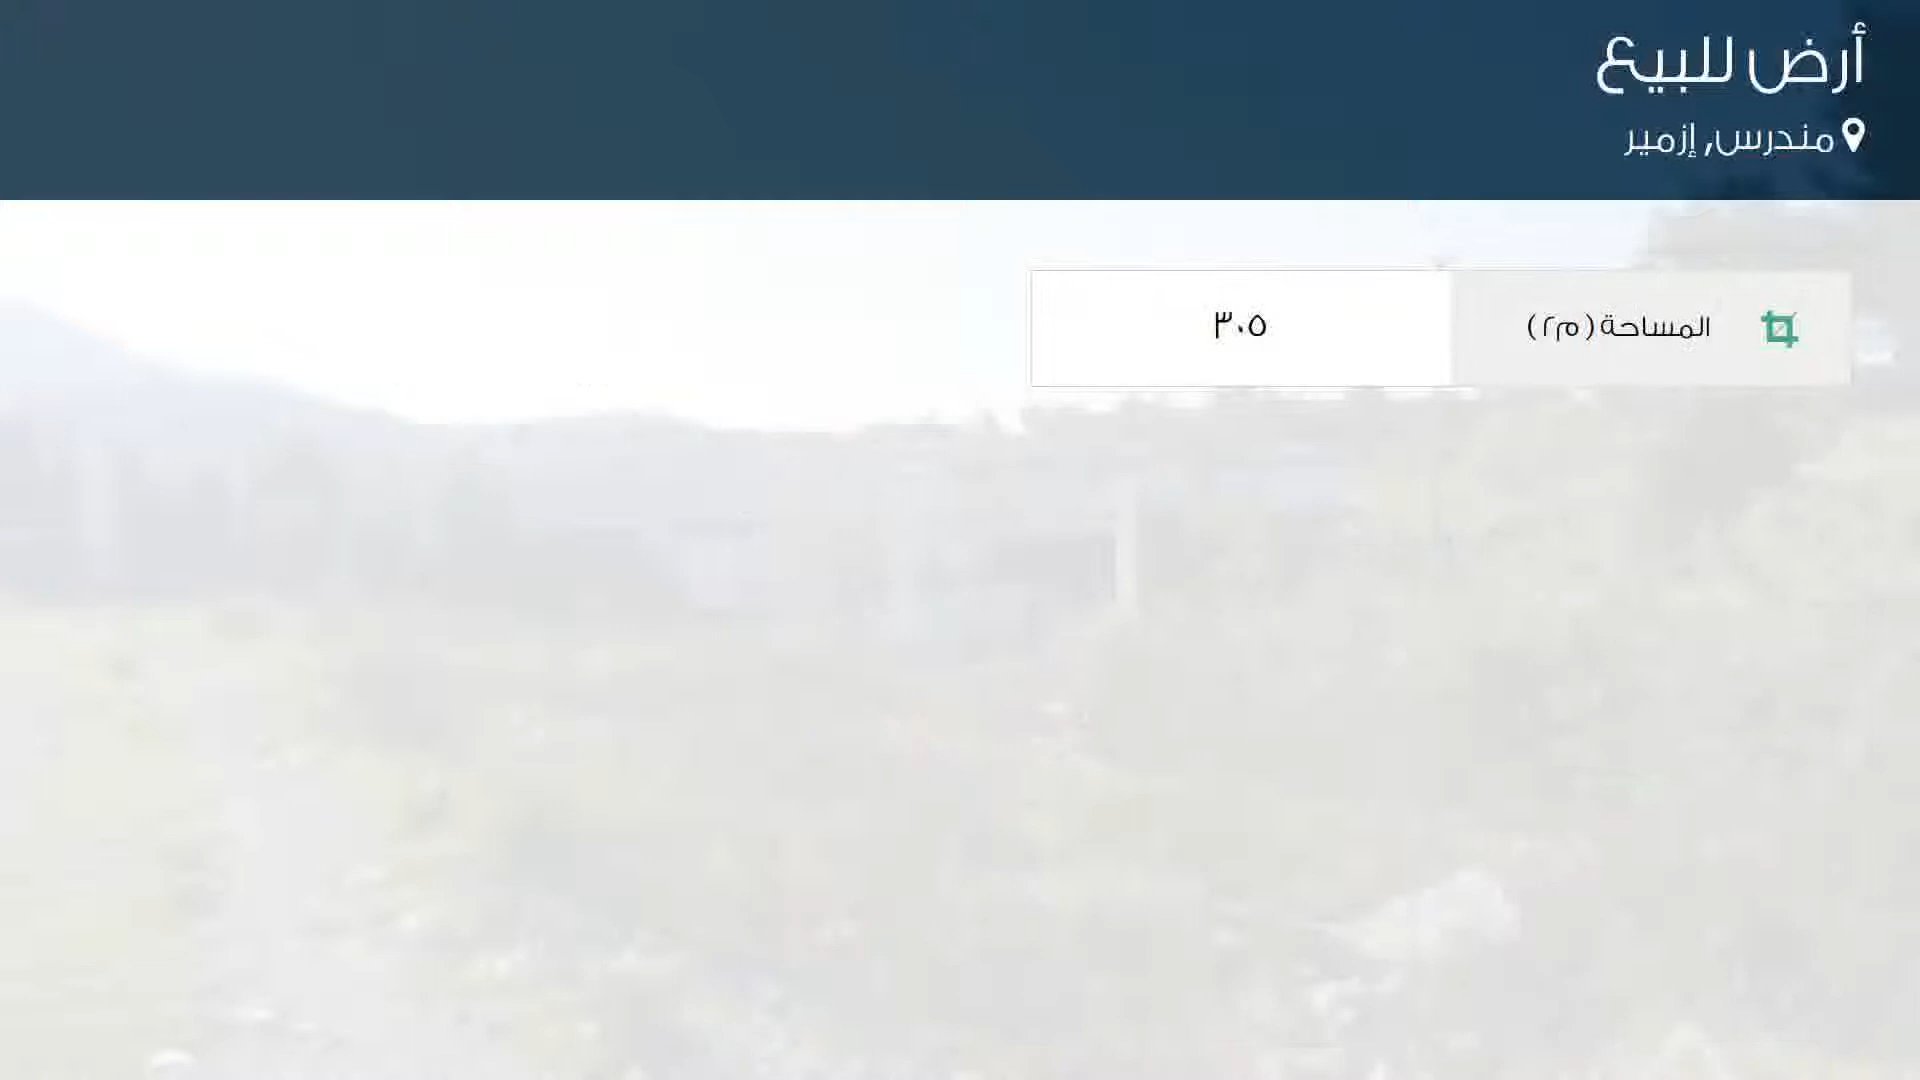 أرض للبيع
مندرس, إزمير
المساحة (م٢)
٣٠٥